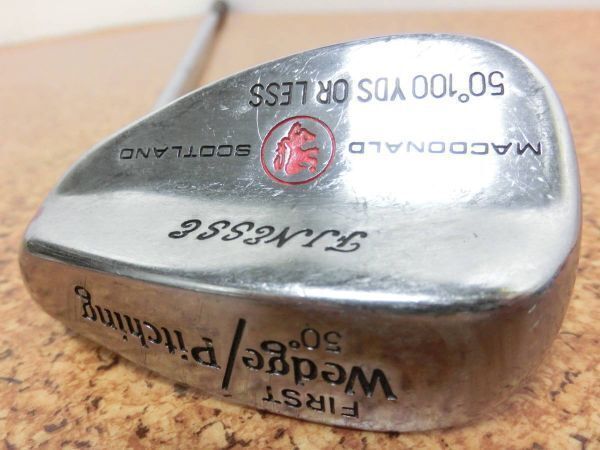 FIRST
Wedge/Pitching
50°
FINESSE
MACDONALD SCOTLAND
50° 100 YDS OR LESS